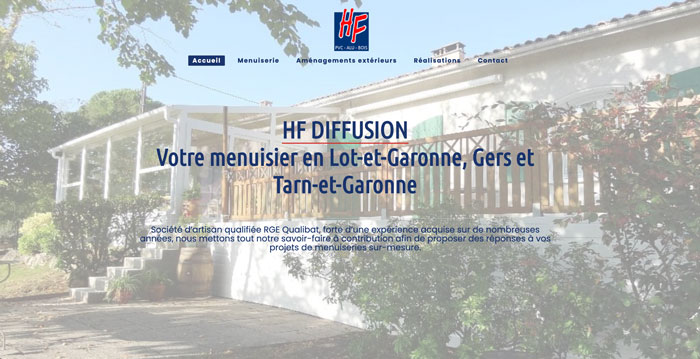 HF
PVC - ALU - BOIS
Accueil Menuiserie Aménagements extérieurs Réalisations Contact
HF DIFFUSION
Votre menuisier en Lot-et-Garonne, Gers et
Tarn-et-Garonne
Société d'artisan qualifiée RGE Qualibat, forte d'une expérience acquise sur de nombreuses
années, nous mettons tout notre savoir-faire à contribution afin de proposer des réponses à vos
projets de menuiseries sur-mesure.